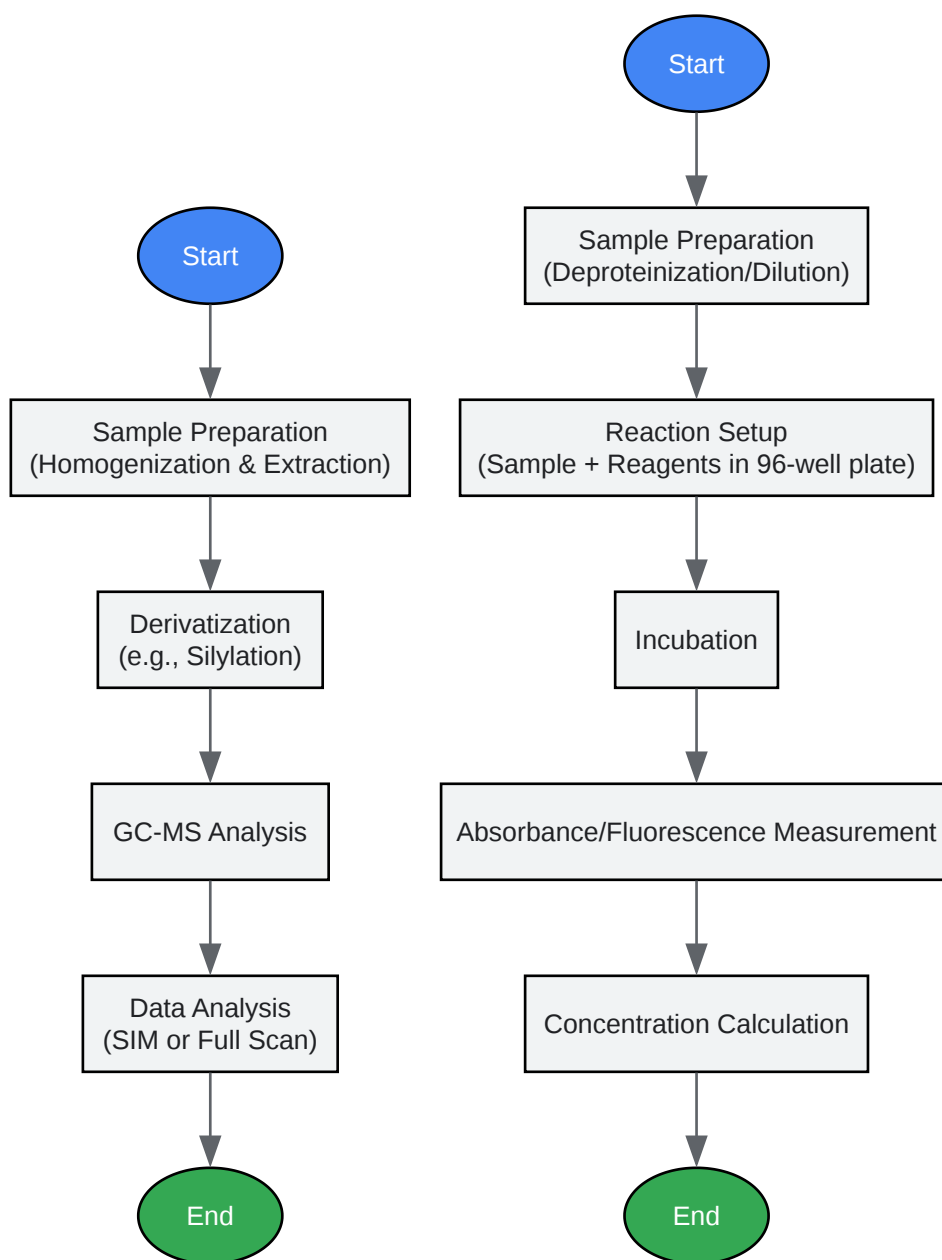 Start
Sample Preparation
(Homogenization & Extraction)
Derivatization
(e.g., Silylation)
GC-MS Analysis
Data Analysis
(SIM or Full Scan)
End
Start
Sample Preparation
(Deproteinization/Dilution)
Reaction Setup
(Sample + Reagents in 96-well plate)
Incubation
Absorbance/Fluorescence Measurement
Concentration Calculation
End